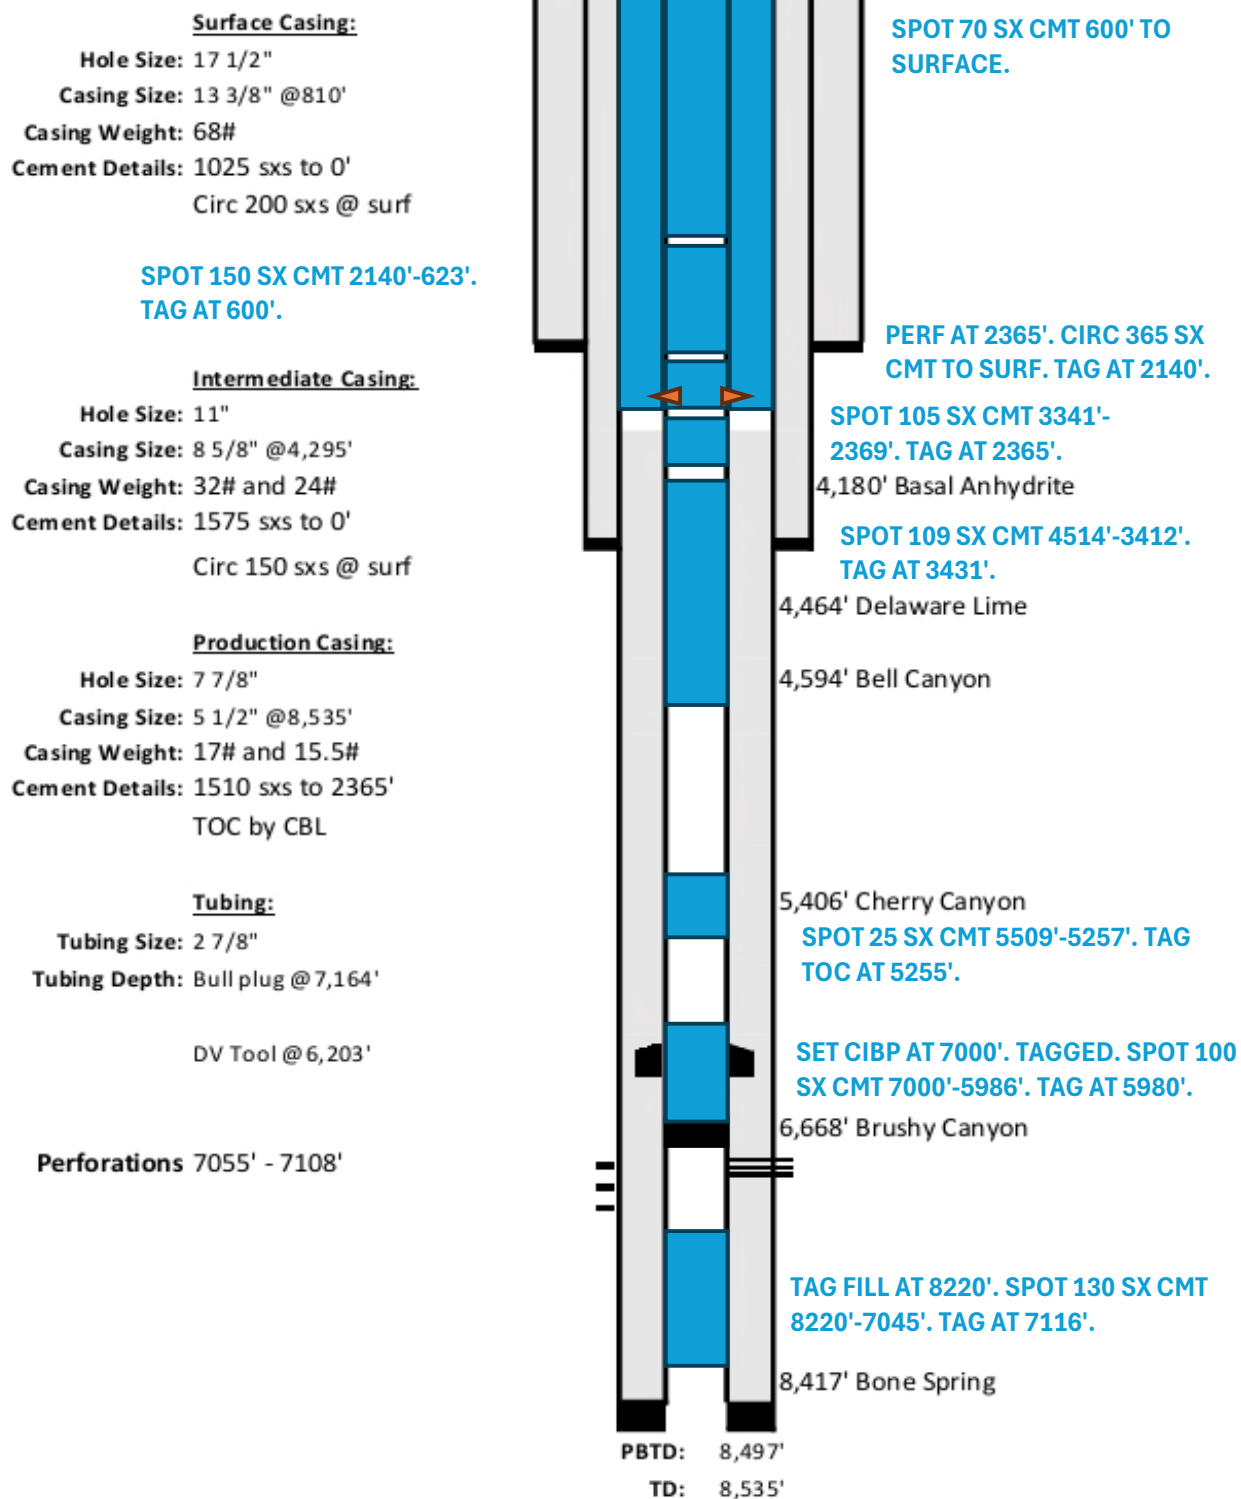 Surface Casing:
Hole Size: 17 1/2"
Casing Size: 13 3/8" @810'
Casing Weight: 68#
Cement Details: 1025 sxs to 0'
Circ 200 sxs @ surf
SPOT 150 SX CMT 2140'-623'.
TAG AT 600'.
Intermediate Casing:
Hole Size: 11"
Casing Size: 8 5/8" @4,295'
Casing Weight: 32# and 24#
Cement Details: 1575 sxs to 0'
Circ 150 sxs @ surf
Production Casing:
Hole Size: 7 7/8"
Casing Size: 5 1/2" @8,535'
Casing Weight: 17# and 15.5#
Cement Details: 1510 sxs to 2365'
TOC by CBL
Tubing:
Tubing Size: 2 7/8"
Tubing Depth: Bull plug @ 7,164'
DV Tool @ 6,203'
Perforations 7055' - 7108'
SPOT 70 SX CMT 600' TO
SURFACE.
PERF AT 2365'. CIRC 365 SX
CMT TO SURF. TAG AT 2140'.
SPOT 105 SX CMT 3341'-
2369'. TAG AT 2365'.
4,180' Basal Anhydrite
SPOT 109 SX CMT 4514'-3412'.
TAG AT 3431'.
4,464' Delaware Lime
4,594' Bell Canyon
5,406' Cherry Canyon
SPOT 25 SX CMT 5509'-5257'. TAG
TOC AT 5255'.
SET CIBP AT 7000'. TAGGED. SPOT 100
SX CMT 7000'-5986'. TAG AT 5980'.
6,668' Brushy Canyon
TAG FILL AT 8220'. SPOT 130 SX CMT
8220'-7045'. TAG AT 7116'.
8,417' Bone Spring
PBTD: 8,497'
TD: 8,535'